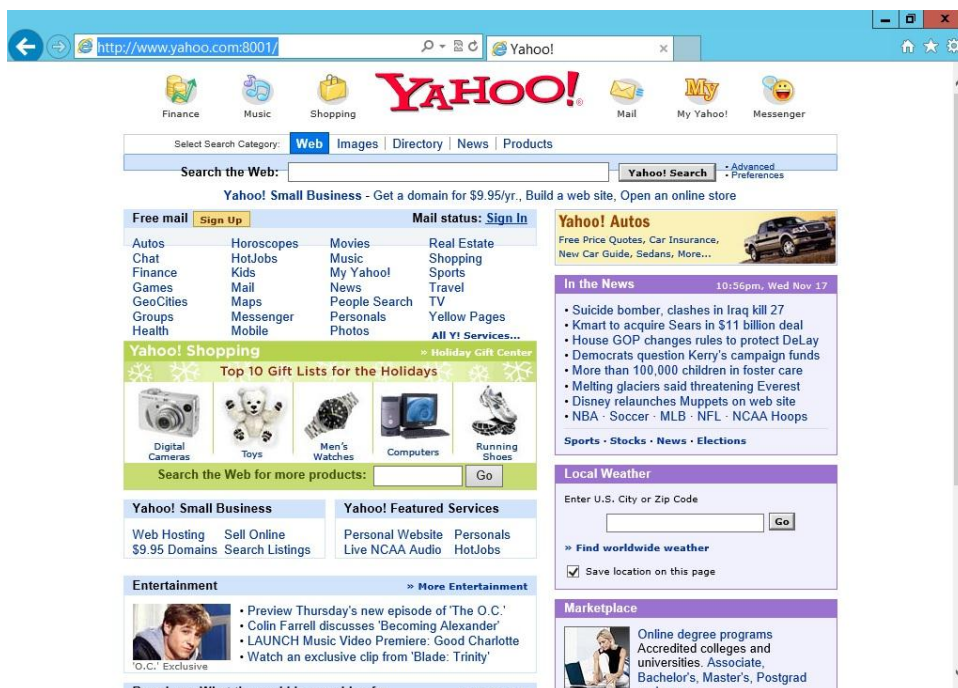 http://www.yahoo.com:8001/
Yahoo!
Finance
Music
Shopping
YAHOO!
Mail
My Yahoo!
Messenger
Select Search Category: Web Images | Directory | News | Products
Search the Web:
Yahoo! Search
· Advanced
· Preferences
Yahoo! Small Business - Get a domain for $9.95/yr., Build a web site, Open an online store
Free mail Sign Up Mail status: Sign In
Autos Horoscopes Movies Real Estate
Chat HotJobs Music Shopping
Finance Kids My Yahoo! Sports
Games Mail News Travel
GeoCities Maps People Search TV
Groups Messenger Personals Yellow Pages
Health Mobile Photos All Y! Services...
Yahoo! Shopping » Holiday Gift Center
Top 10 Gift Lists for the Holidays
Digital Cameras
Toys
Men's Watches
Computers
Running Shoes
Search the Web for more products: Go
Yahoo! Small Business
Web Hosting Sell Online
$9.95 Domains Search Listings
Yahoo! Featured Services
Personal Website Personals
Live NCAA Audio HotJobs
Entertainment » More Entertainment
'O.C.' Exclusive
· Preview Thursday's new episode of 'The O.C.'
· Colin Farrell discusses 'Becoming Alexander'
· LAUNCH Music Video Premiere: Good Charlotte
· Watch an exclusive clip from 'Blade: Trinity'
Yahoo! Autos
Free Price Quotes, Car Insurance,
New Car Guide, Sedans, More...
In the News 10:56pm, Wed Nov 17
· Suicide bomber, clashes in Iraq kill 27
· Kmart to acquire Sears in $11 billion deal
· House GOP changes rules to protect DeLay
· Democrats question Kerry's campaign funds
· More than 100,000 children in foster care
· Melting glaciers said threatening Everest
· Disney relaunches Muppets on web site
· NBA · Soccer · MLB · NFL · NCAA Hoops
Sports · Stocks · News · Elections
Local Weather
Enter U.S. City or Zip Code
Go
» Find worldwide weather
Save location on this page
Marketplace
Online degree programs
Accredited colleges and
universities. Associate,
Bachelor's, Master's, Postgrad